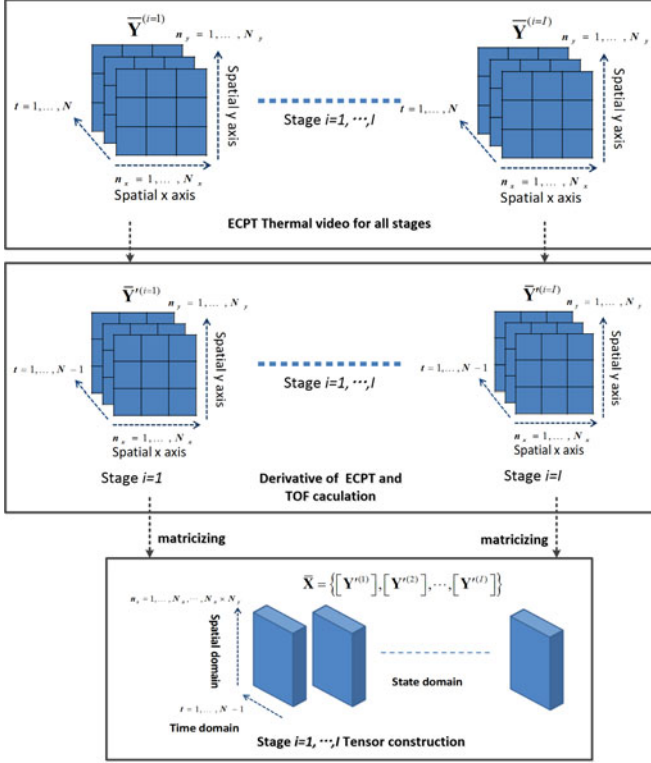 Y̅^(i=1)
n_y = 1,… , N_y
Spatial y axis
t = 1,… , N
n_x = 1,… , N_x
Spatial x axis
Stage i=1, ···,I
Y̅^(i=I)
n_y = 1,… , N_y
Spatial y axis
t = 1,… , N
n_x = 1,… , N_x
Spatial x axis
ECPT Thermal video for all stages
Y̅'^(i=1)
n_y = 1,… , N_y
Spatial y axis
t = 1,… , N − 1
n_x = 1,… , N_x
Spatial x axis
Stage i=1
Stage i=1, ···,I
Y̅'^(i=I)
n_y = 1,… , N_y
Spatial y axis
t = 1,… , N − 1
n_x = 1,… , N_x
Spatial x axis
Stage i=I
Derivative of ECPT and
TOF caculation
matricizing
matricizing
X̅ = {[Y'^(1)],[Y'^(2)],···,[Y'^(I)]}
n_s = 1,… , N_x,···, N_x × N_y
Spatial domain
State domain
t = 1,… , N − 1
Time domain
Stage i=1, ···,I Tensor construction